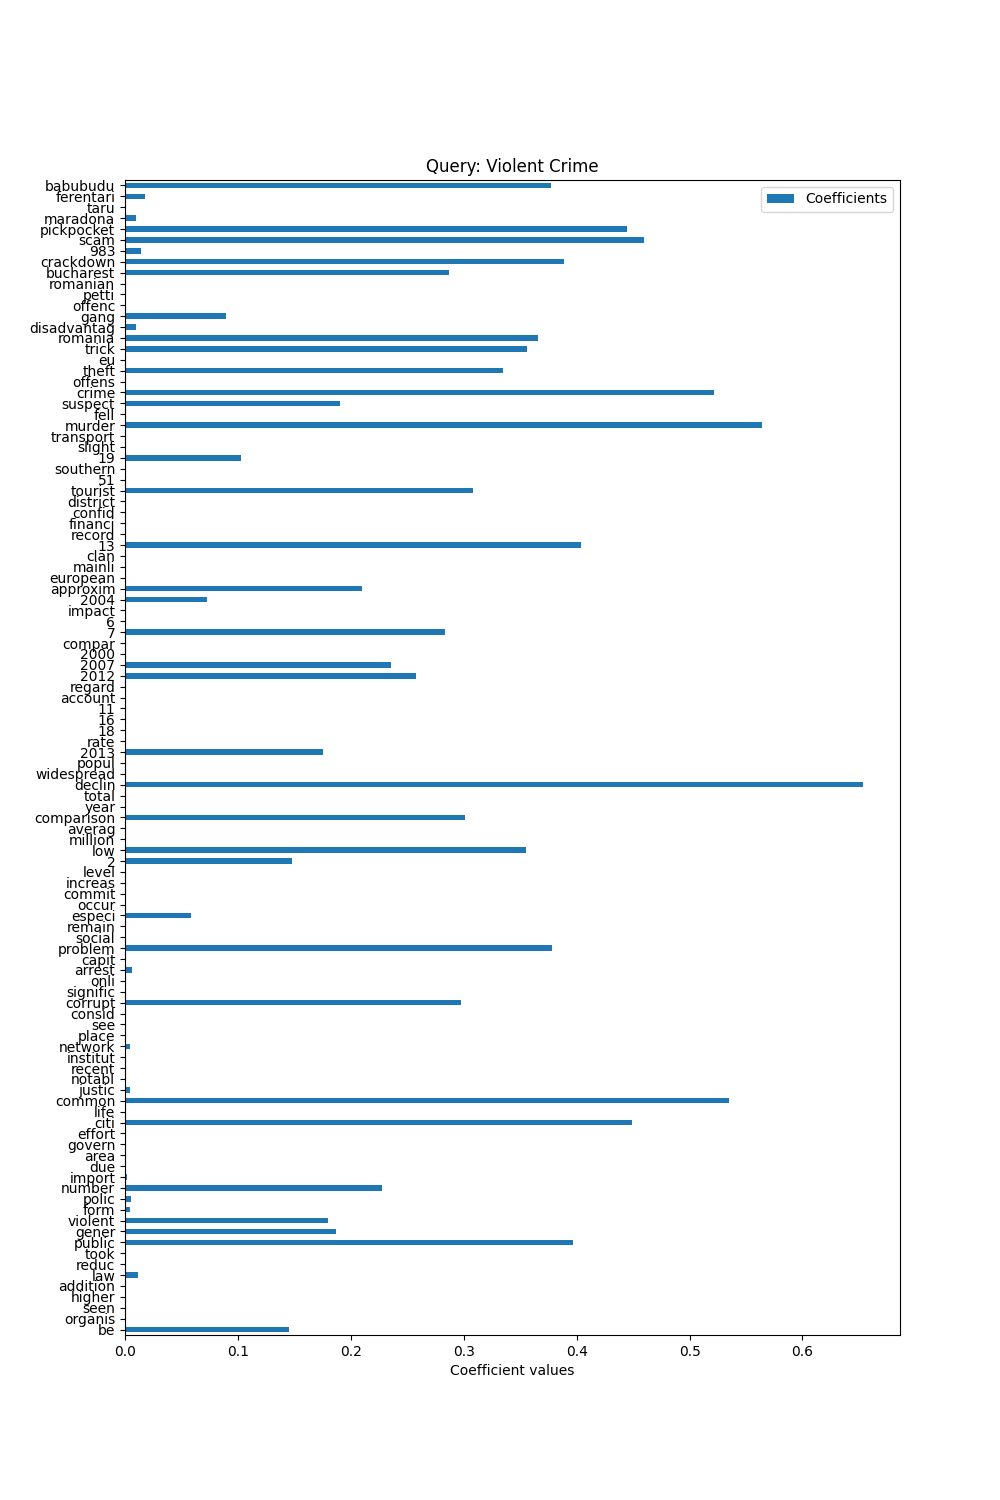 Query: Violent Crime
Coefficients
babubudu
ferentari
taru
maradona
pickpocket
scam
983
crackdown
bucharest
romanian
petti
offenc
gang
disadvantag
romania
trick
eu
theft
offens
crime
suspect
fell
murder
transport
slight
19
southern
51
tourist
district
confid
financi
record
13
clan
mainli
european
approxim
2004
impact
6
7
compar
2000
2007
2012
regard
account
11
16
18
rate
2013
popul
widespread
declin
total
year
comparison
averag
million
low
2
level
increas
commit
occur
especi
remain
social
problem
capit
arrest
onli
signific
corrupt
consid
see
place
network
institut
recent
notabl
justic
common
life
citi
effort
govern
area
due
import
number
polic
form
violent
gener
public
took
reduc
law
addition
higher
seen
organis
be
0.0 0.1 0.2 0.3 0.4 0.5 0.6
Coefficient values